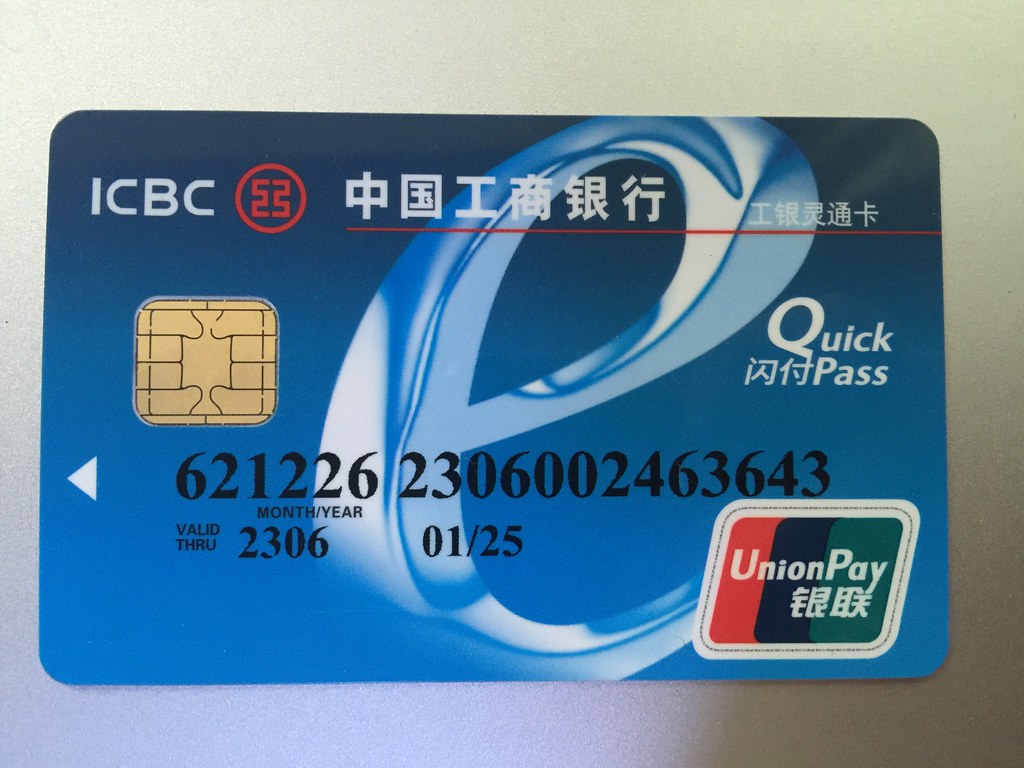 ICBC 中国工商银行 工银灵通卡
Quick
闪付Pass
621226 2306002463643
MONTH/YEAR
VALID THRU 2306 01/25
UnionPay
银联